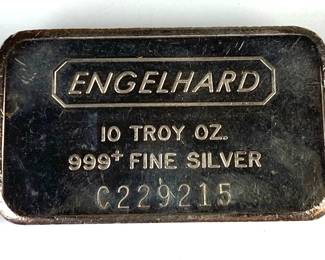 ENGELHARD
10 TROY OZ.
999+ FINE SILVER
C229215